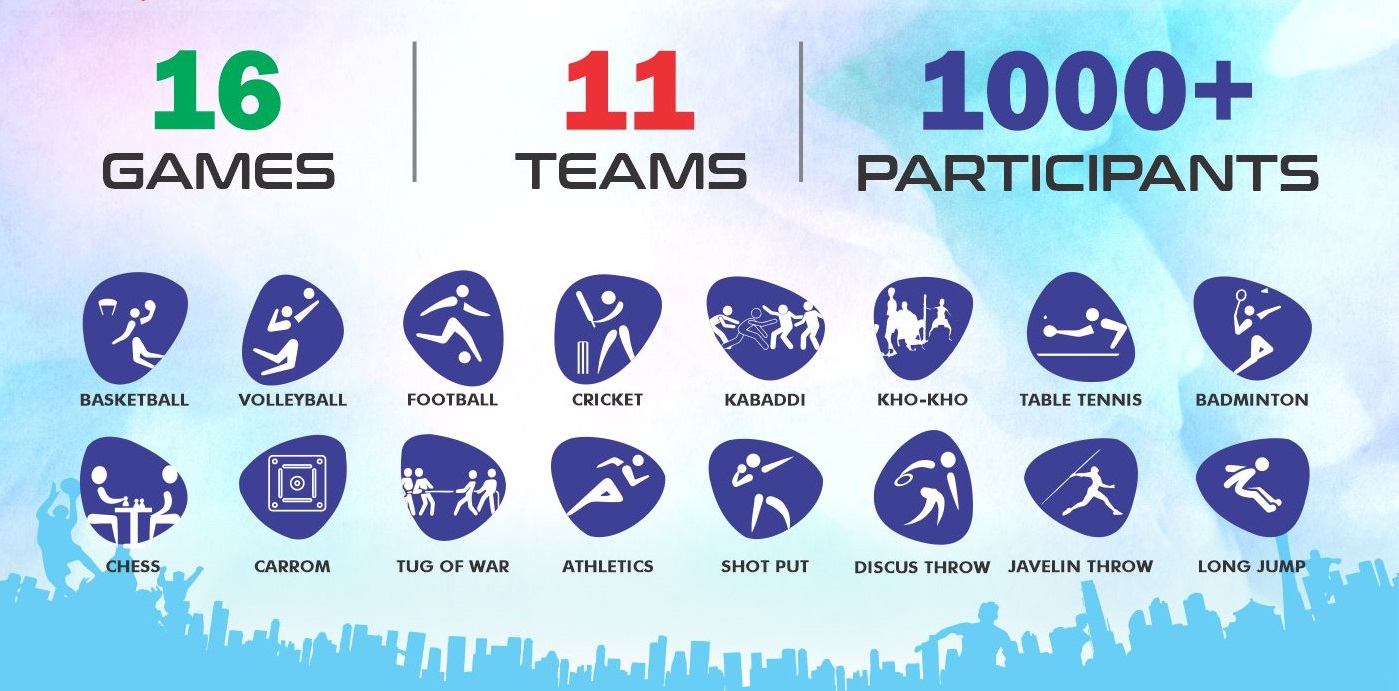 16 11 1000+
GAMES TEAMS PARTICIPANTS
BASKETBALL VOLLEYBALL FOOTBALL CRICKET KABADDI KHO-KHO TABLE TENNIS BADMINTON
CHESS CARROM TUG OF WAR ATHLETICS SHOT PUT DISCUS THROW JAVELIN THROW LONG JUMP